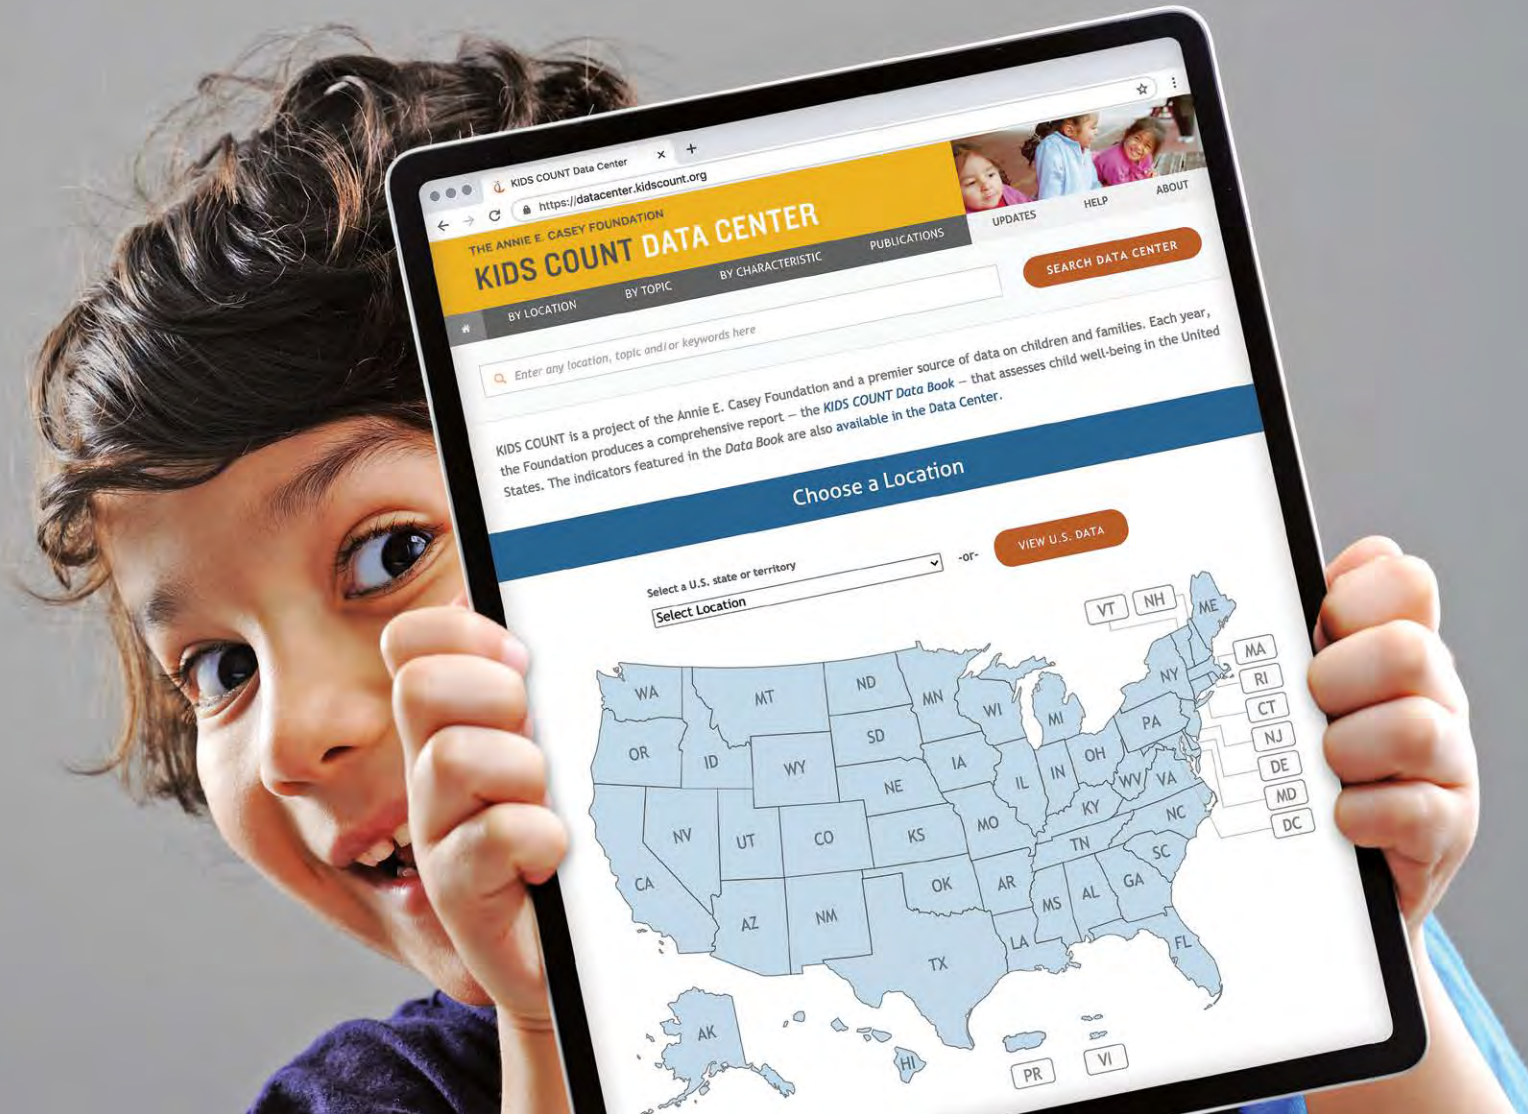 KIDS COUNT Data Center
https://datacenter.kidscount.org
THE ANNIE E. CASEY FOUNDATION
KIDS COUNT DATA CENTER
BY LOCATION BY TOPIC BY CHARACTERISTIC PUBLICATIONS UPDATES HELP ABOUT
Enter any location, topic and/or keywords here
SEARCH DATA CENTER
KIDS COUNT is a project of the Annie E. Casey Foundation and a premier source of data on children and families. Each year,
the Foundation produces a comprehensive report — the KIDS COUNT Data Book — that assesses child well-being in the United
States. The indicators featured in the Data Book are also available in the Data Center.
Choose a Location
Select a U.S. state or territory
Select Location
-or-
VIEW U.S. DATA
VT NH ME
WA MT ND MN WI MI NY MA
RI
OR ID WY SD IA IL IN OH PA CT
NJ
NE WV VA DE
NV UT CO KS MO KY NC MD
TN DC
CA AZ NM OK AR MS AL GA SC
TX LA FL
AK HI PR VI